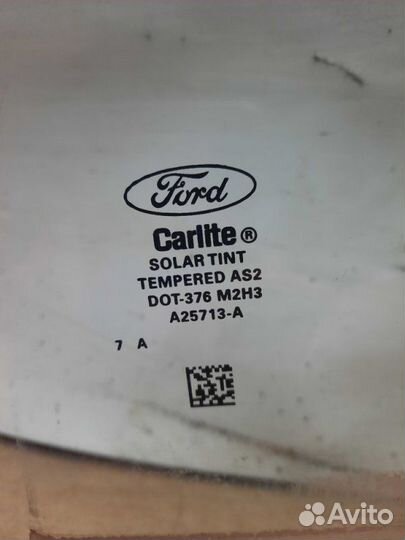 Ford
Carlite®
SOLAR TINT
TEMPERED AS2
DOT-376 M2H3
A25713-A
7 A
Avito